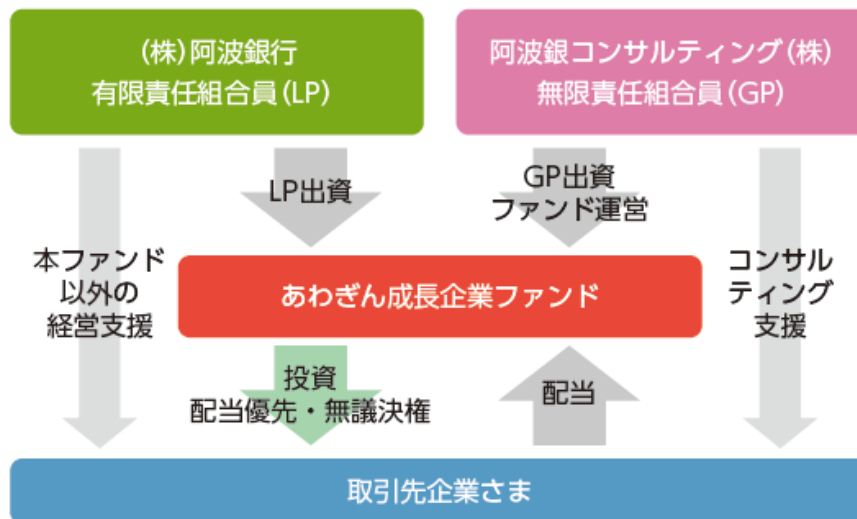 (株)阿波銀行
有限責任組合員(LP)
阿波銀コンサルティング(株)
無限責任組合員(GP)
LP出資
GP出資
ファンド運営
本ファンド
以外の
経営支援
あわぎん成長企業ファンド
コンサル
ティング
支援
投資
配当優先・無議決権
配当
取引先企業さま